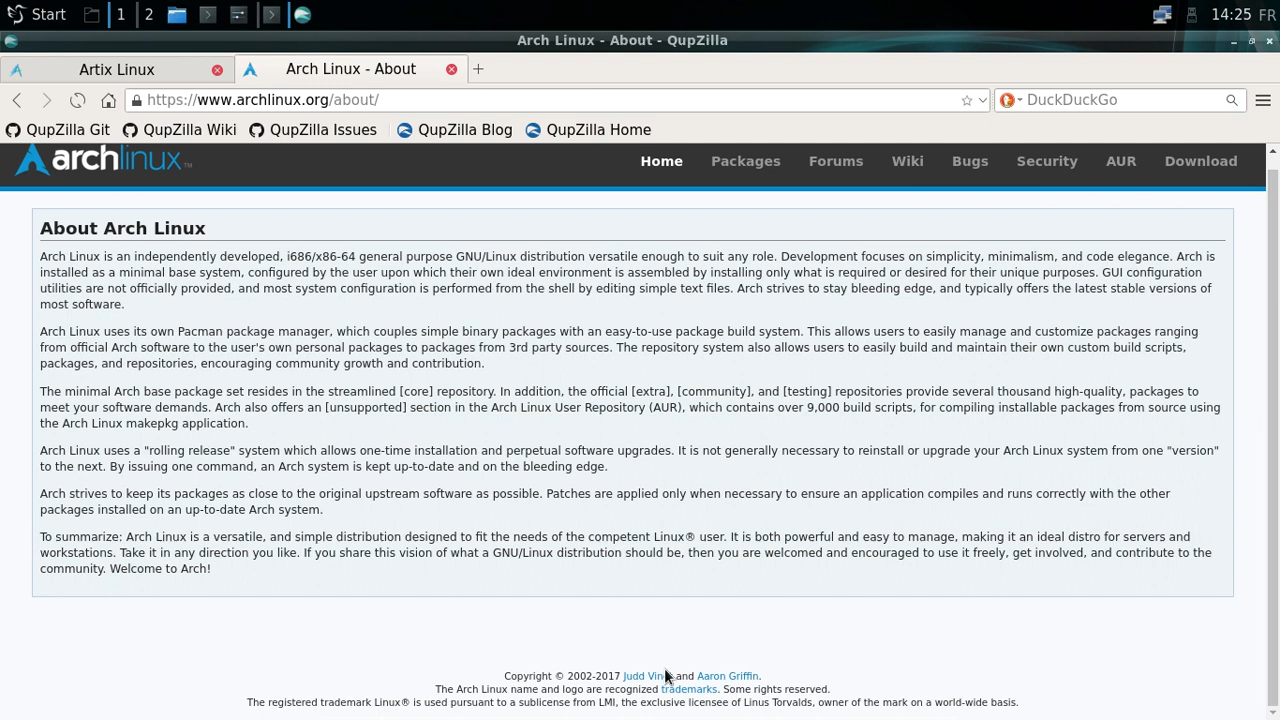 Start 1 2 14:25 FR
Arch Linux - About - QupZilla
Artix Linux Arch Linux - About
https://www.archlinux.org/about/ DuckDuckGo
QupZilla Git QupZilla Wiki QupZilla Issues QupZilla Blog QupZilla Home
archlinux™ Home Packages Forums Wiki Bugs Security AUR Download
About Arch Linux
Arch Linux is an independently developed, i686/x86-64 general purpose GNU/Linux distribution versatile enough to suit any role. Development focuses on simplicity, minimalism, and code elegance. Arch is
installed as a minimal base system, configured by the user upon which their own ideal environment is assembled by installing only what is required or desired for their unique purposes. GUI configuration
utilities are not officially provided, and most system configuration is performed from the shell by editing simple text files. Arch strives to stay bleeding edge, and typically offers the latest stable versions of
most software.
Arch Linux uses its own Pacman package manager, which couples simple binary packages with an easy-to-use package build system. This allows users to easily manage and customize packages ranging
from official Arch software to the user's own personal packages to packages from 3rd party sources. The repository system also allows users to easily build and maintain their own custom build scripts,
packages, and repositories, encouraging community growth and contribution.
The minimal Arch base package set resides in the streamlined [core] repository. In addition, the official [extra], [community], and [testing] repositories provide several thousand high-quality, packages to
meet your software demands. Arch also offers an [unsupported] section in the Arch Linux User Repository (AUR), which contains over 9,000 build scripts, for compiling installable packages from source using
the Arch Linux makepkg application.
Arch Linux uses a "rolling release" system which allows one-time installation and perpetual software upgrades. It is not generally necessary to reinstall or upgrade your Arch Linux system from one "version"
to the next. By issuing one command, an Arch system is kept up-to-date and on the bleeding edge.
Arch strives to keep its packages as close to the original upstream software as possible. Patches are applied only when necessary to ensure an application compiles and runs correctly with the other
packages installed on an up-to-date Arch system.
To summarize: Arch Linux is a versatile, and simple distribution designed to fit the needs of the competent Linux® user. It is both powerful and easy to manage, making it an ideal distro for servers and
workstations. Take it in any direction you like. If you share this vision of what a GNU/Linux distribution should be, then you are welcomed and encouraged to use it freely, get involved, and contribute to the
community. Welcome to Arch!
Copyright © 2002-2017 Judd and Aaron Griffin.
The Arch Linux name and logo are recognized trademarks. Some rights reserved.
The registered trademark Linux® is used pursuant to a sublicense from LMI, the exclusive licensee of Linus Torvalds, owner of the mark on a world-wide basis.